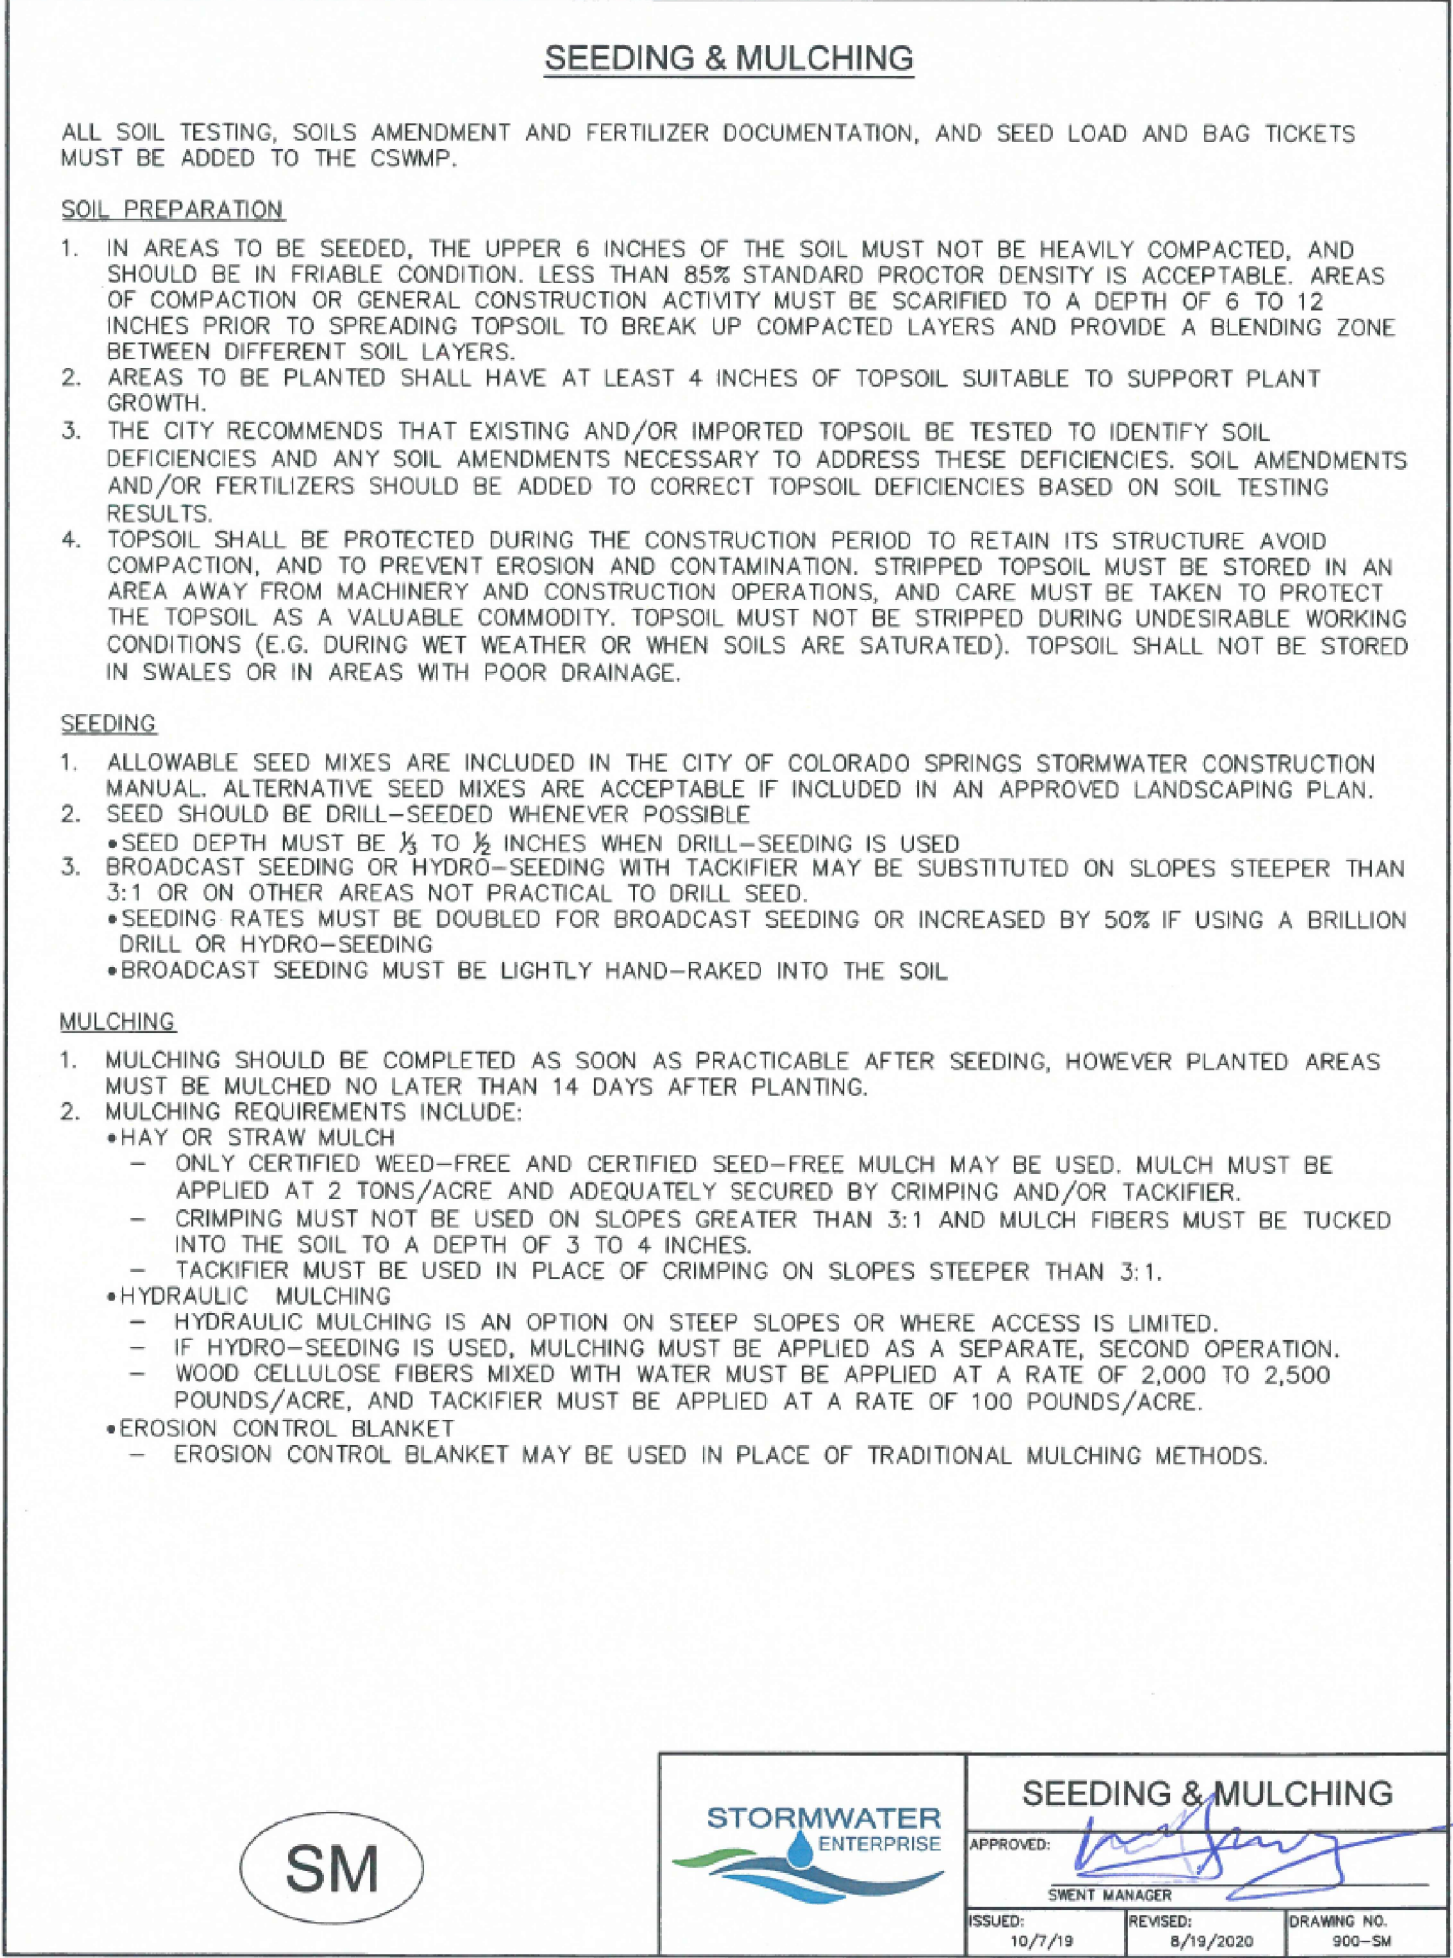 SEEDING & MULCHING
ALL SOIL TESTING, SOILS AMENDMENT AND FERTILIZER DOCUMENTATION, AND SEED LOAD AND BAG TICKETS
MUST BE ADDED TO THE CSWMP.
SOIL PREPARATION
1. IN AREAS TO BE SEEDED, THE UPPER 6 INCHES OF THE SOIL MUST NOT BE HEAVILY COMPACTED, AND
SHOULD BE IN FRIABLE CONDITION. LESS THAN 85% STANDARD PROCTOR DENSITY IS ACCEPTABLE. AREAS
OF COMPACTION OR GENERAL CONSTRUCTION ACTIVITY MUST BE SCARIFIED TO A DEPTH OF 6 TO 12
INCHES PRIOR TO SPREADING TOPSOIL TO BREAK UP COMPACTED LAYERS AND PROVIDE A BLENDING ZONE
BETWEEN DIFFERENT SOIL LAYERS.
2. AREAS TO BE PLANTED SHALL HAVE AT LEAST 4 INCHES OF TOPSOIL SUITABLE TO SUPPORT PLANT
GROWTH.
3. THE CITY RECOMMENDS THAT EXISTING AND/OR IMPORTED TOPSOIL BE TESTED TO IDENTIFY SOIL
DEFICIENCIES AND ANY SOIL AMENDMENTS NECESSARY TO ADDRESS THESE DEFICIENCIES. SOIL AMENDMENTS
AND/OR FERTILIZERS SHOULD BE ADDED TO CORRECT TOPSOIL DEFICIENCIES BASED ON SOIL TESTING
RESULTS.
4. TOPSOIL SHALL BE PROTECTED DURING THE CONSTRUCTION PERIOD TO RETAIN ITS STRUCTURE AVOID
COMPACTION, AND TO PREVENT EROSION AND CONTAMINATION. STRIPPED TOPSOIL MUST BE STORED IN AN
AREA AWAY FROM MACHINERY AND CONSTRUCTION OPERATIONS, AND CARE MUST BE TAKEN TO PROTECT
THE TOPSOIL AS A VALUABLE COMMODITY. TOPSOIL MUST NOT BE STRIPPED DURING UNDESIRABLE WORKING
CONDITIONS (E.G. DURING WET WEATHER OR WHEN SOILS ARE SATURATED). TOPSOIL SHALL NOT BE STORED
IN SWALES OR IN AREAS WITH POOR DRAINAGE.
SEEDING
1. ALLOWABLE SEED MIXES ARE INCLUDED IN THE CITY OF COLORADO SPRINGS STORMWATER CONSTRUCTION
MANUAL. ALTERNATIVE SEED MIXES ARE ACCEPTABLE IF INCLUDED IN AN APPROVED LANDSCAPING PLAN.
2. SEED SHOULD BE DRILL-SEEDED WHENEVER POSSIBLE
•SEED DEPTH MUST BE ⅓ TO ½ INCHES WHEN DRILL-SEEDING IS USED
3. BROADCAST SEEDING OR HYDRO-SEEDING WITH TACKIFIER MAY BE SUBSTITUTED ON SLOPES STEEPER THAN
3:1 OR ON OTHER AREAS NOT PRACTICAL TO DRILL SEED.
•SEEDING RATES MUST BE DOUBLED FOR BROADCAST SEEDING OR INCREASED BY 50% IF USING A BRILLION
DRILL OR HYDRO-SEEDING
•BROADCAST SEEDING MUST BE LIGHTLY HAND-RAKED INTO THE SOIL
MULCHING
1. MULCHING SHOULD BE COMPLETED AS SOON AS PRACTICABLE AFTER SEEDING, HOWEVER PLANTED AREAS
MUST BE MULCHED NO LATER THAN 14 DAYS AFTER PLANTING.
2. MULCHING REQUIREMENTS INCLUDE:
•HAY OR STRAW MULCH
– ONLY CERTIFIED WEED-FREE AND CERTIFIED SEED-FREE MULCH MAY BE USED. MULCH MUST BE
APPLIED AT 2 TONS/ACRE AND ADEQUATELY SECURED BY CRIMPING AND/OR TACKIFIER.
– CRIMPING MUST NOT BE USED ON SLOPES GREATER THAN 3:1 AND MULCH FIBERS MUST BE TUCKED
INTO THE SOIL TO A DEPTH OF 3 TO 4 INCHES.
– TACKIFIER MUST BE USED IN PLACE OF CRIMPING ON SLOPES STEEPER THAN 3:1.
•HYDRAULIC MULCHING
– HYDRAULIC MULCHING IS AN OPTION ON STEEP SLOPES OR WHERE ACCESS IS LIMITED.
– IF HYDRO-SEEDING IS USED, MULCHING MUST BE APPLIED AS A SEPARATE, SECOND OPERATION.
– WOOD CELLULOSE FIBERS MIXED WITH WATER MUST BE APPLIED AT A RATE OF 2,000 TO 2,500
POUNDS/ACRE, AND TACKIFIER MUST BE APPLIED AT A RATE OF 100 POUNDS/ACRE.
•EROSION CONTROL BLANKET
– EROSION CONTROL BLANKET MAY BE USED IN PLACE OF TRADITIONAL MULCHING METHODS.
SM
STORMWATER
ENTERPRISE
SEEDING & MULCHING
APPROVED:
SWENT MANAGER
ISSUED:
10/7/19
REVISED:
8/19/2020
DRAWING NO.
900-SM